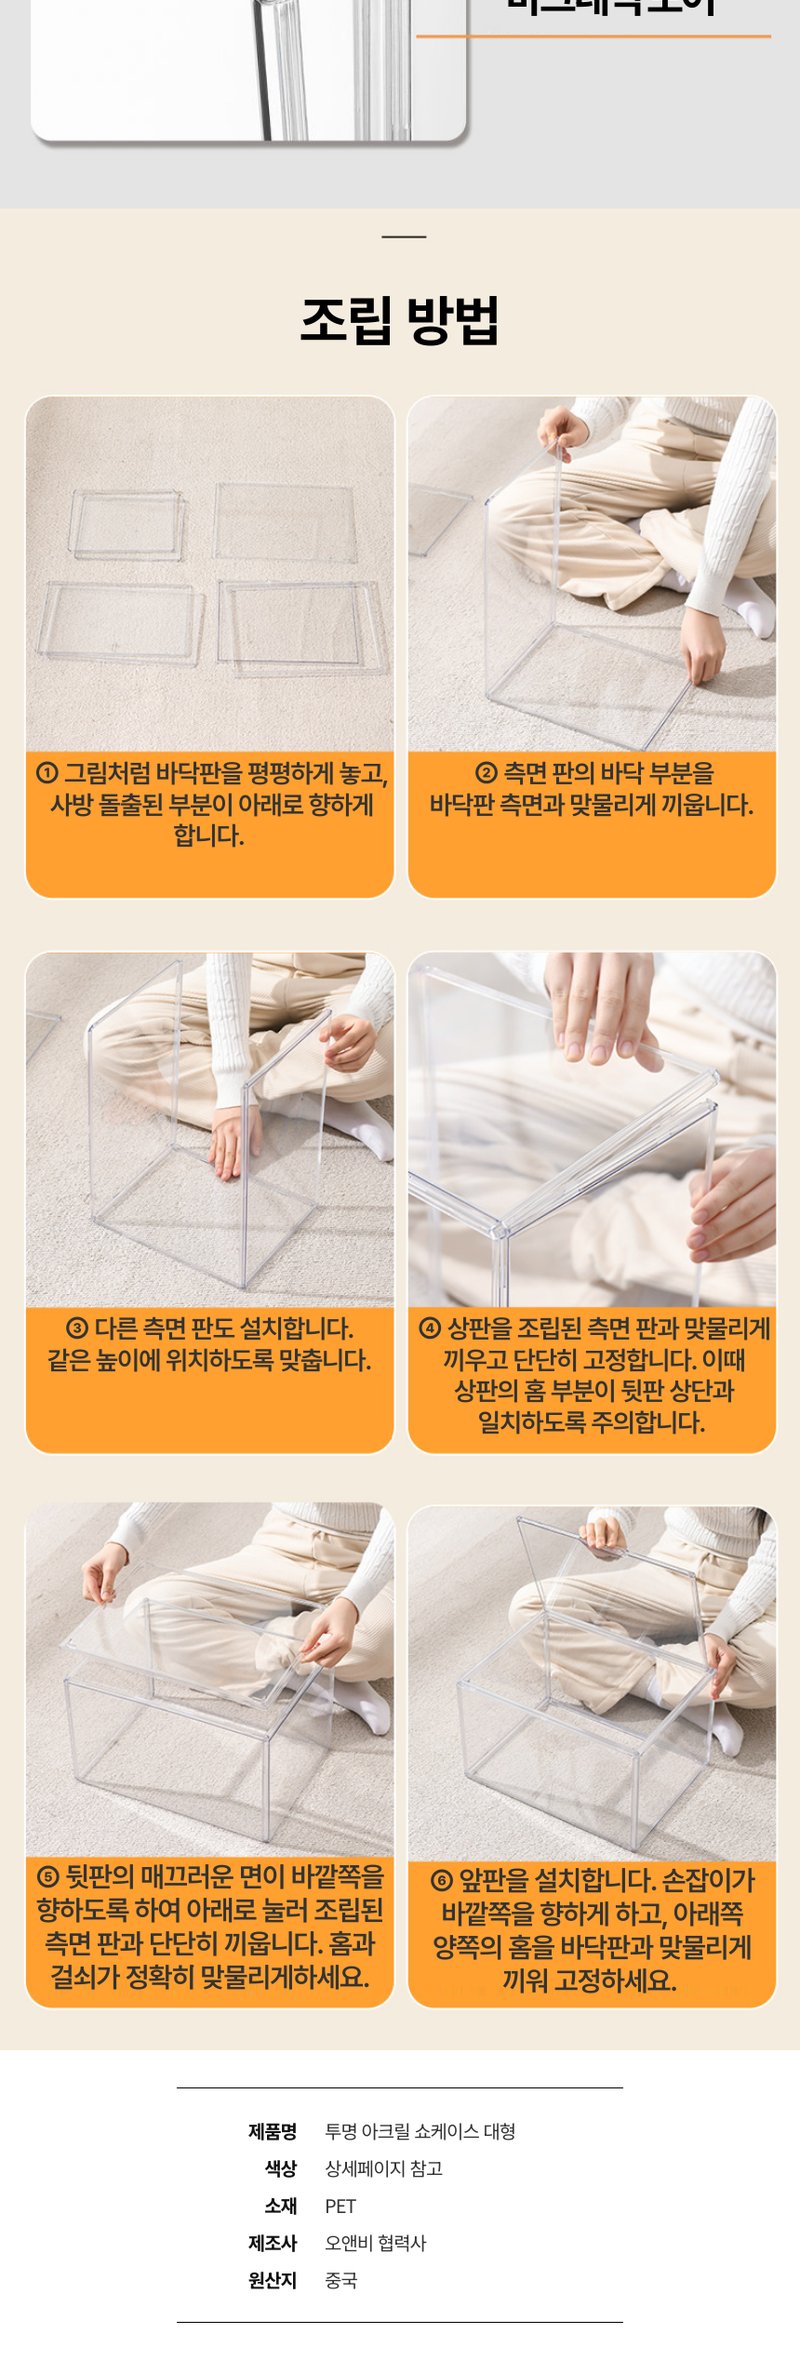 조립 방법
① 그림처럼 바닥판을 평평하게 놓고,
사방 돌출된 부분이 아래로 향하게
합니다.
② 측면 판의 바닥 부분을
바닥판 측면과 맞물리게 끼웁니다.
③ 다른 측면 판도 설치합니다.
같은 높이에 위치하도록 맞춥니다.
④ 상판을 조립된 측면 판과 맞물리게
끼우고 단단히 고정합니다. 이때
상판의 홈 부분이 뒷판 상단과
일치하도록 주의합니다.
⑤ 뒷판의 매끄러운 면이 바깥쪽을
향하도록 하여 아래로 눌러 조립된
측면 판과 단단히 끼웁니다. 홈과
걸쇠가 정확히 맞물리게하세요.
⑥ 앞판을 설치합니다. 손잡이가
바깥쪽을 향하게 하고, 아래쪽
양쪽의 홈을 바닥판과 맞물리게
끼워 고정하세요.
제품명 투명 아크릴 쇼케이스 대형
색상 상세페이지 참고
소재 PET
제조사 오앤비 협력사
원산지 중국